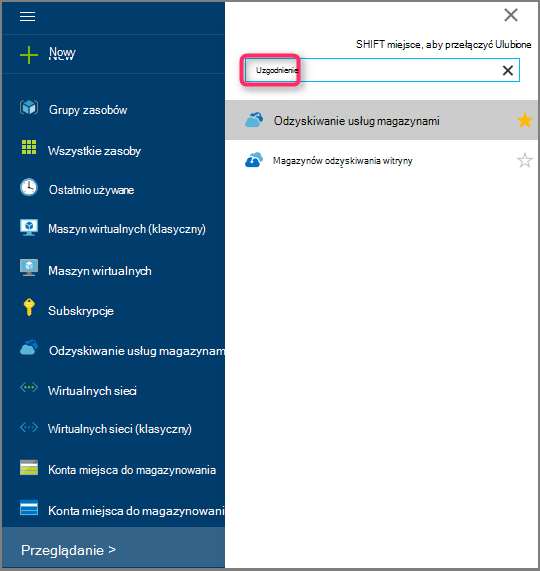 Nowy
Grupy zasobów
Wszystkie zasoby
Ostatnio używane
Maszyn wirtualnych (klasyczny)
Maszyn wirtualnych
Subskrypcje
Odzyskiwanie usług magazynam
Wirtualnych sieci
Wirtualnych sieci (klasyczny)
Konta miejsca do magazynowania
Konta miejsca do magazynowani
Przeglądanie >
SHIFT miejsce, aby przełączyć Ulubione
Uzgodnienie
Odzyskiwanie usług magazynami
Magazynów odzyskiwania witryny